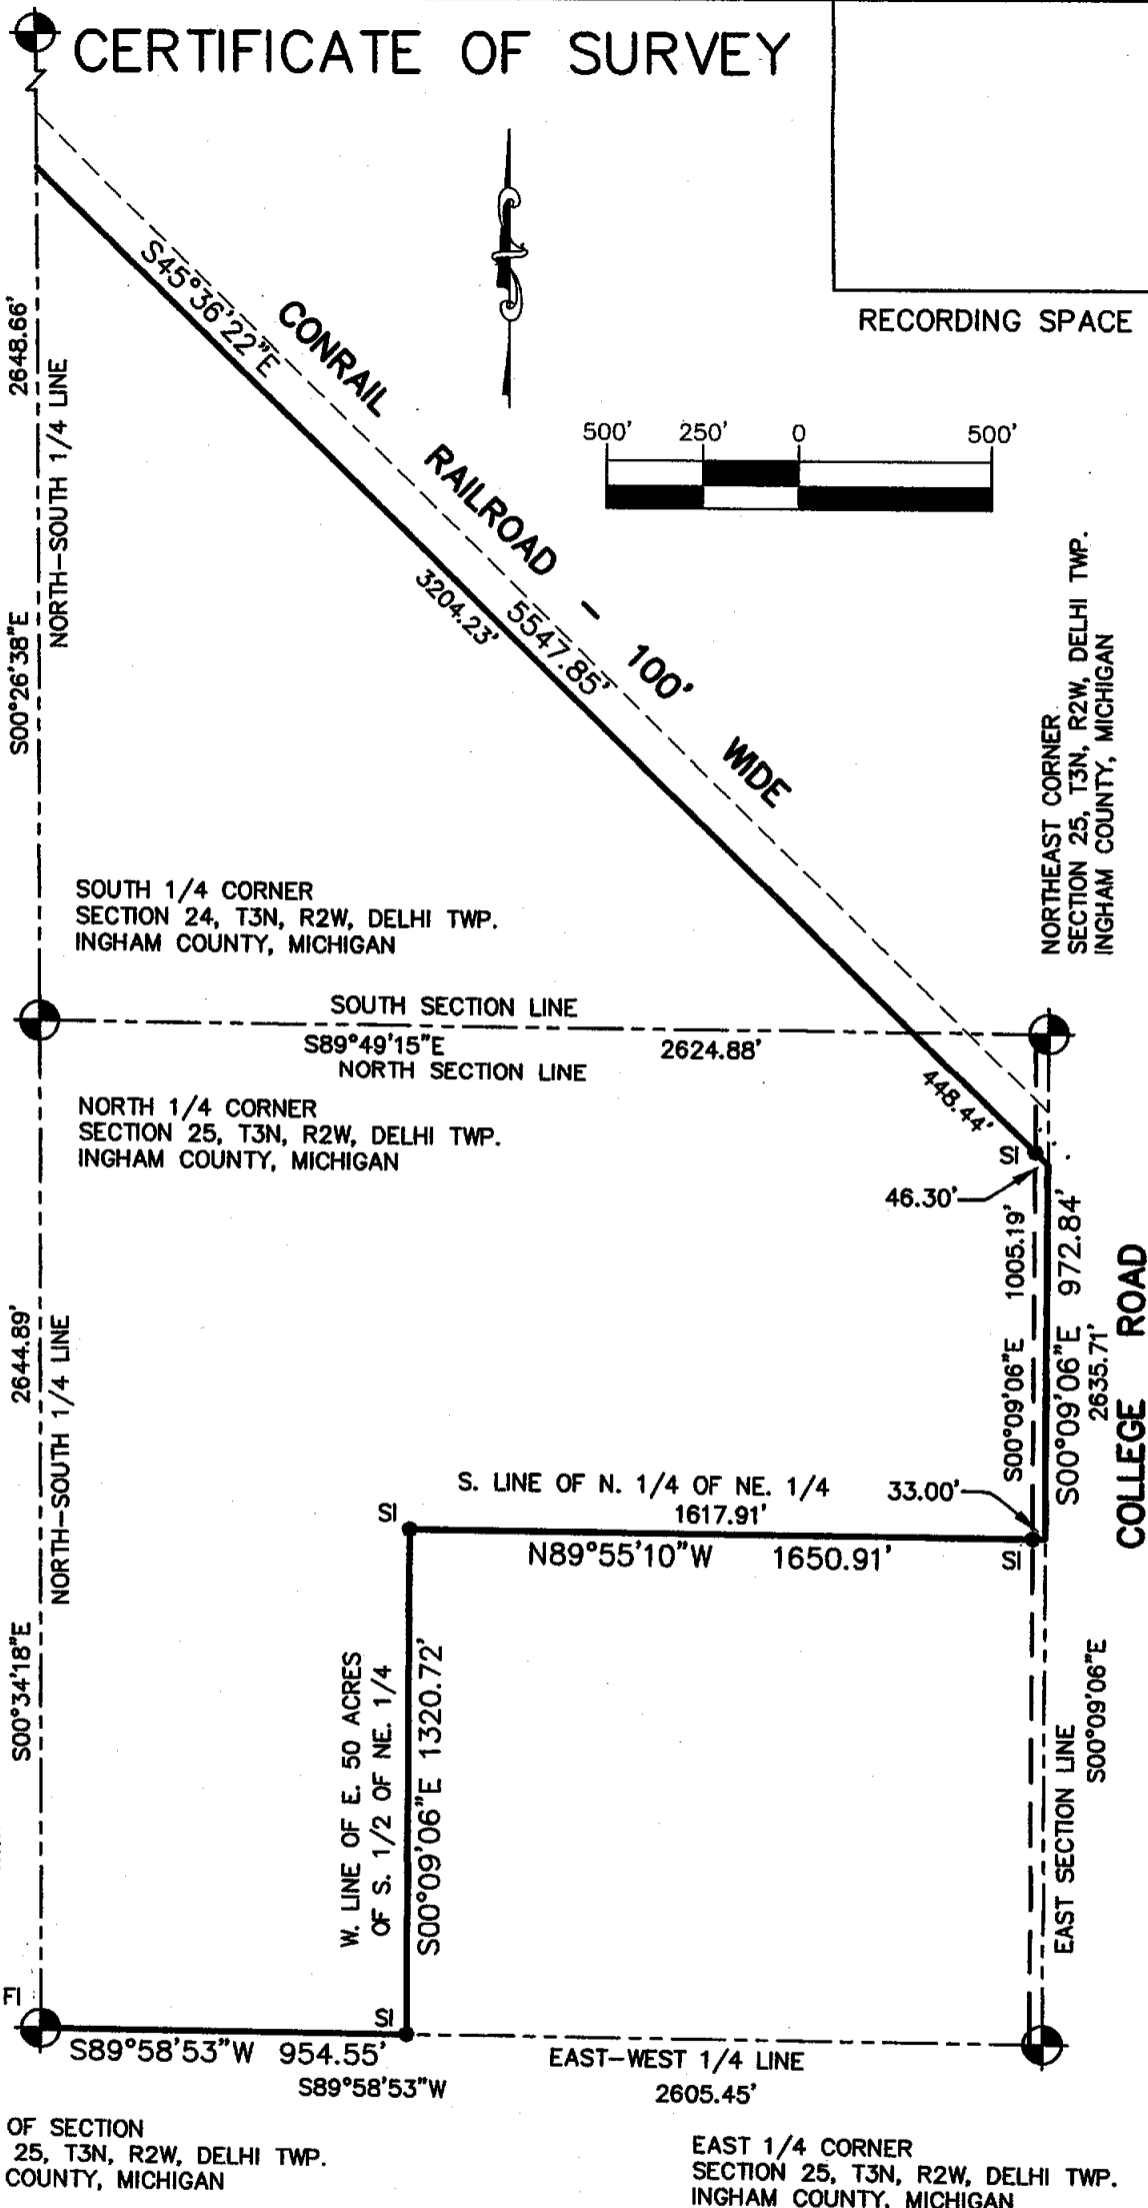 CERTIFICATE OF SURVEY
RECORDING SPACE
500' 250' 0 500'
S45°36'22"E
CONRAIL RAILROAD – 100' WIDE
3204.23'
5547.85'
2648.66'
NORTH–SOUTH 1/4 LINE
S00°26'38"E
NORTHEAST CORNER
SECTION 25, T3N, R2W, DELHI TWP.
INGHAM COUNTY, MICHIGAN
SOUTH 1/4 CORNER
SECTION 24, T3N, R2W, DELHI TWP.
INGHAM COUNTY, MICHIGAN
SOUTH SECTION LINE
S89°49'15"E 2624.88'
NORTH SECTION LINE
NORTH 1/4 CORNER
SECTION 25, T3N, R2W, DELHI TWP.
INGHAM COUNTY, MICHIGAN
448.44'
SI
46.30'
S00°09'06"E 1005.19'
S00°09'06"E 972.84'
2635.71'
COLLEGE ROAD
2644.89'
NORTH–SOUTH 1/4 LINE
S00°34'18"E
S. LINE OF N. 1/4 OF NE. 1/4
33.00'
SI
1617.91'
N89°55'10"W 1650.91'
SI
W. LINE OF E. 50 ACRES
OF S. 1/2 OF NE. 1/4
S00°09'06"E 1320.72'
S00°09'06"E
EAST SECTION LINE
FI
SI
S89°58'53"W 954.55'
EAST–WEST 1/4 LINE
S89°58'53"W 2605.45'
OF SECTION
25, T3N, R2W, DELHI TWP.
COUNTY, MICHIGAN
EAST 1/4 CORNER
SECTION 25, T3N, R2W, DELHI TWP.
INGHAM COUNTY, MICHIGAN